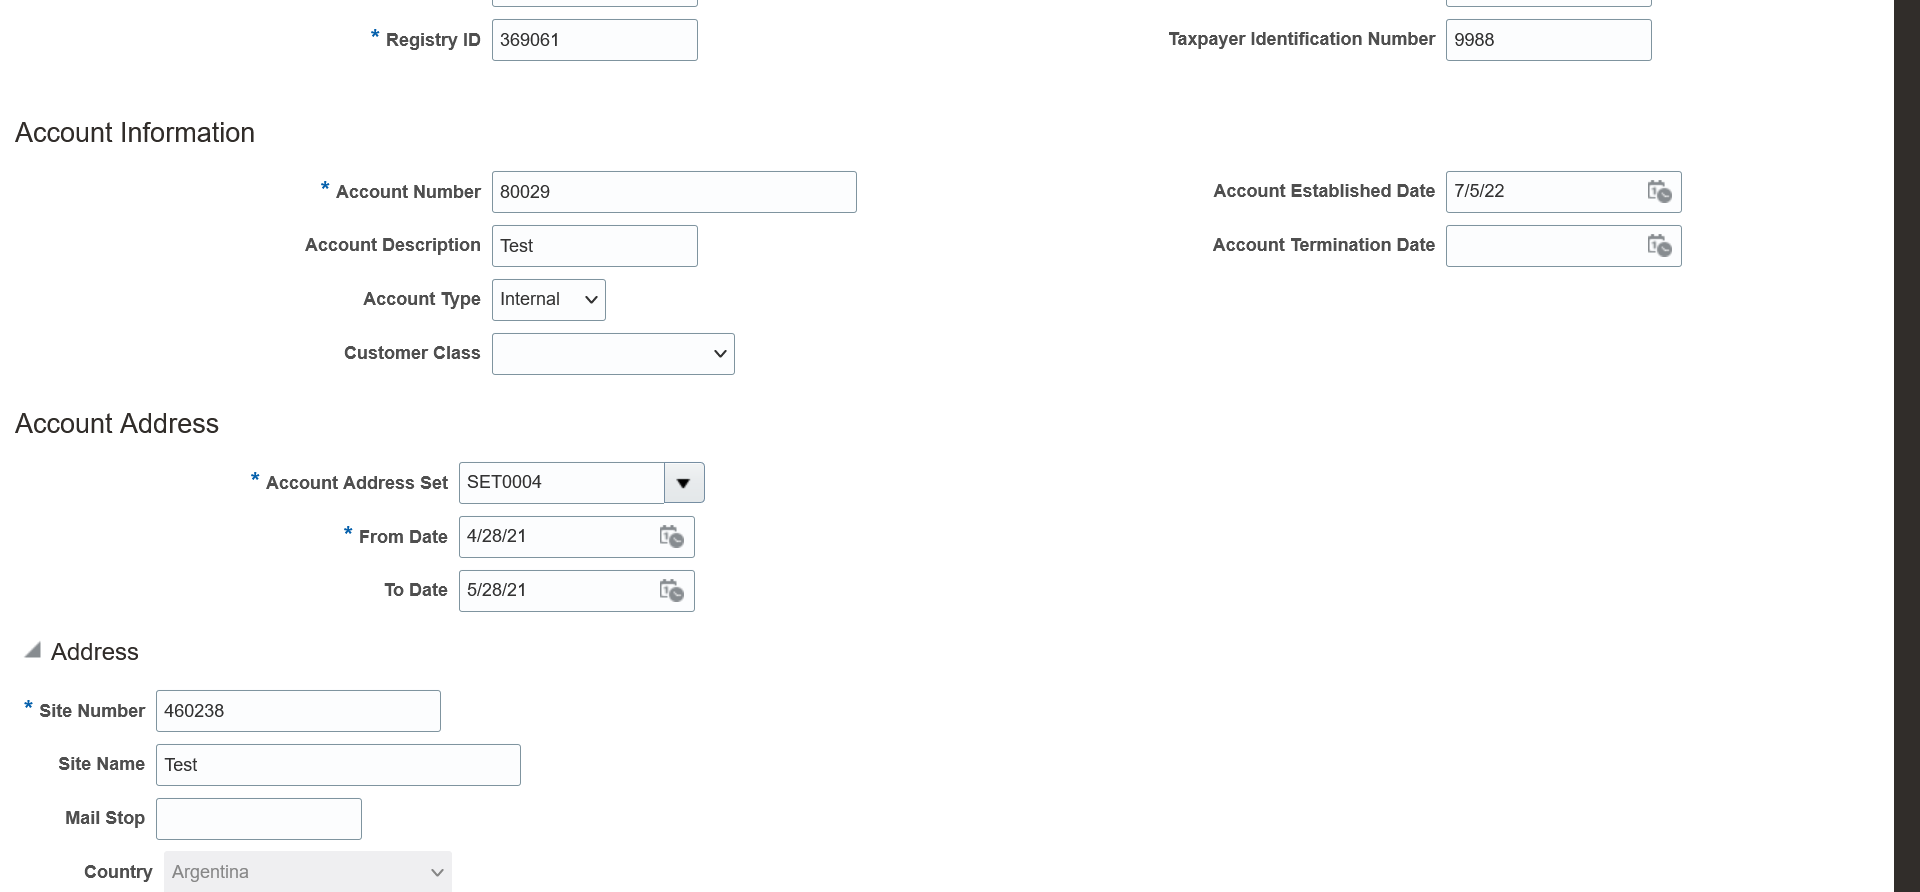 * Registry ID 369061 Taxpayer Identification Number 9988
Account Information
* Account Number 80029 Account Established Date 7/5/22
Account Description Test Account Termination Date
Account Type Internal
Customer Class
Account Address
* Account Address Set SET0004
* From Date 4/28/21
To Date 5/28/21
Address
* Site Number 460238
Site Name Test
Mail Stop
Country Argentina